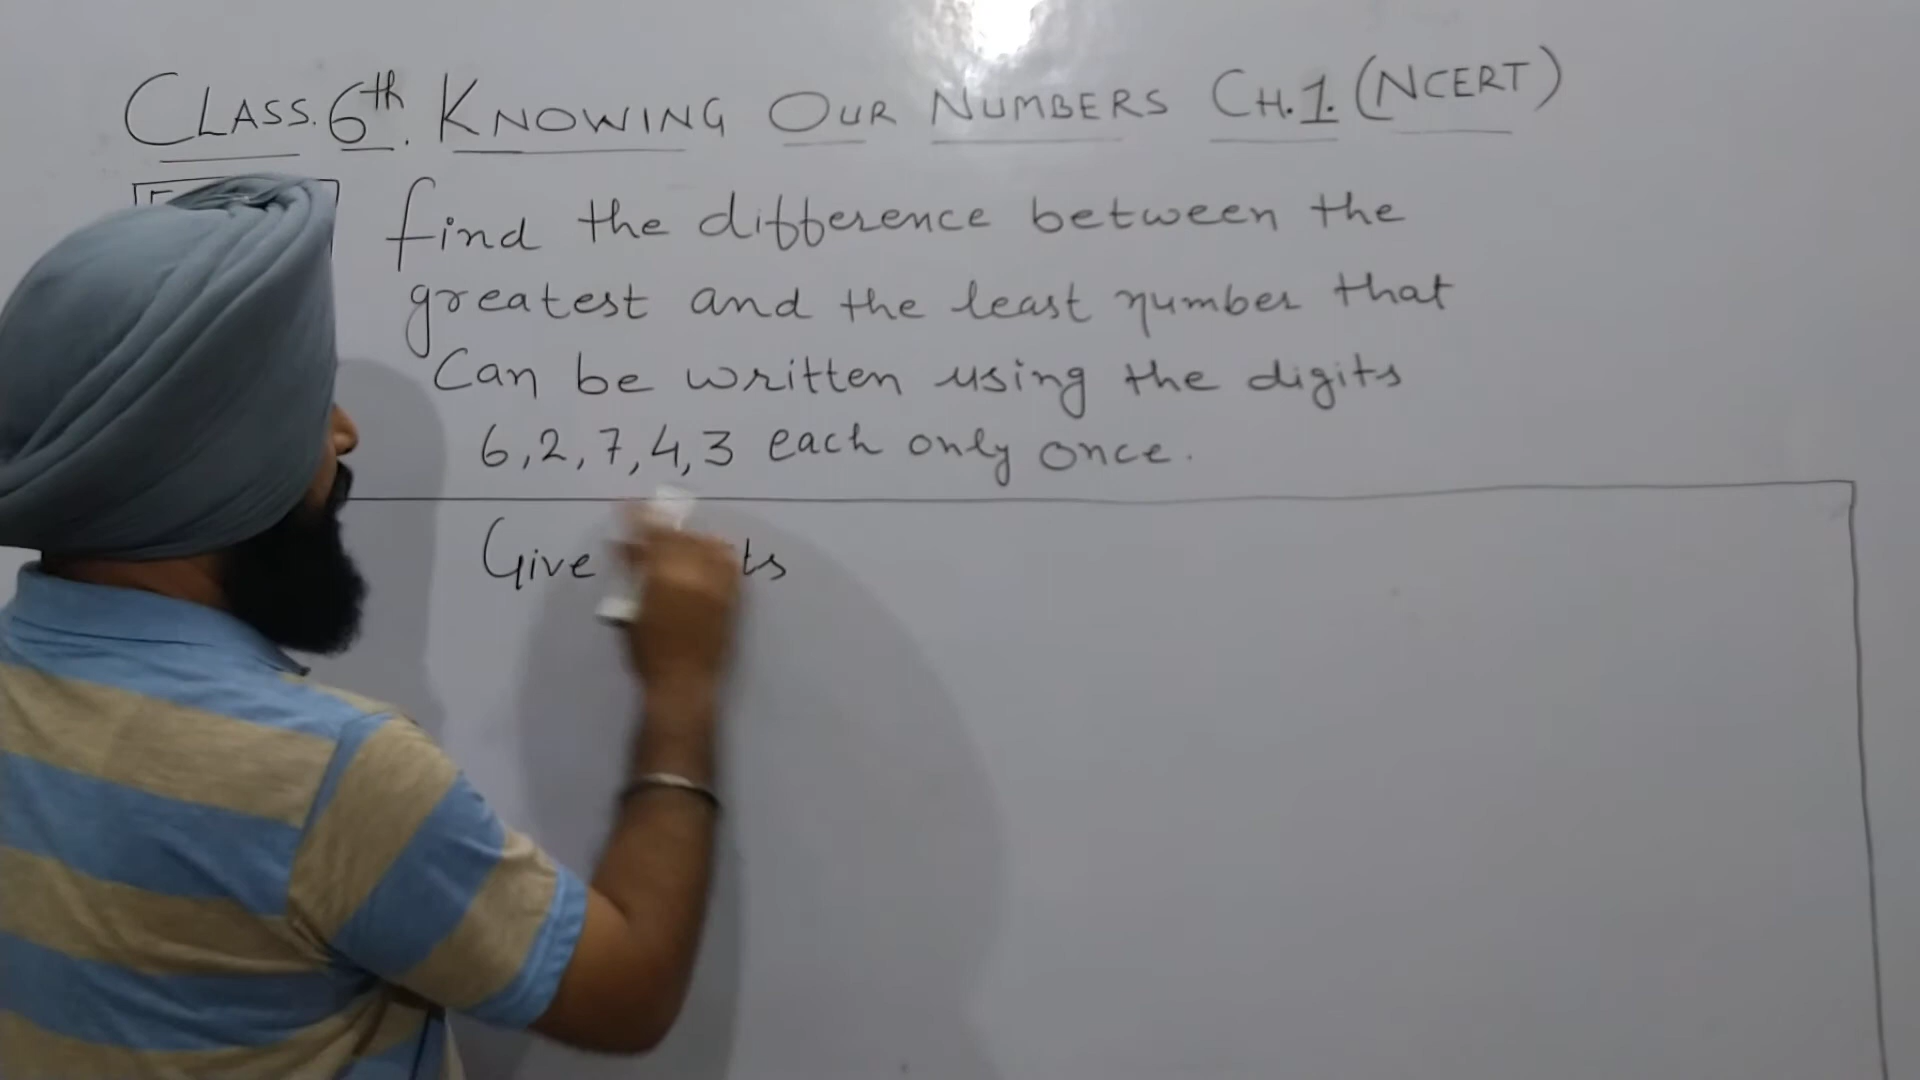 CLASS. 6th. KNOWING OUR NUMBERS CH.1. (NCERT)
find the difference between the
greatest and the least number that
Can be written using the digits
6,2,7,4,3 each only once.
Give